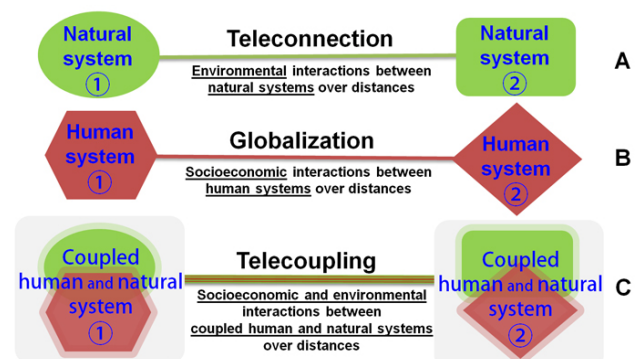 Natural
system
①
Teleconnection
Environmental interactions between
natural systems over distances
Natural
system
②
A
Human
system
①
Globalization
Socioeconomic interactions between
human systems over distances
Human
system
②
B
Coupled
human and natural
system
①
Telecoupling
Socioeconomic and environmental
interactions between
coupled human and natural systems
over distances
Coupled
human and natural
system
②
C